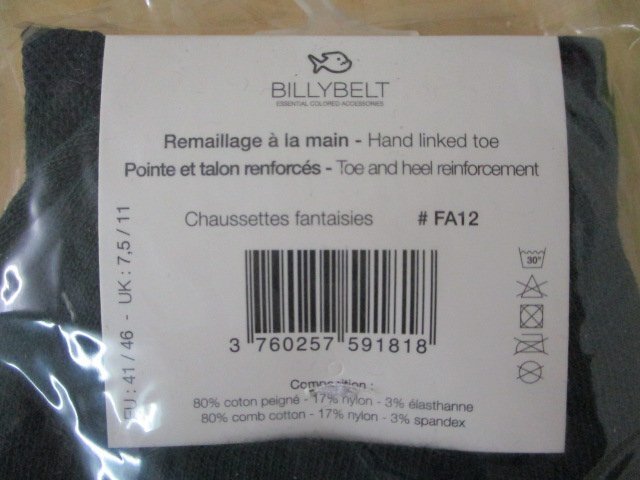 BILLYBELT
ESSENTIAL COLORED ACCESSORIES
Remaillage à la main - Hand linked toe
Pointe et talon renforcés - Toe and heel reinforcement
Chaussettes fantaisies # FA12
EU : 41 / 46 - UK : 7,5 / 11
30°
3 760257 591818
Composition :
80% coton peigné - 17% nylon - 3% élasthanne
80% comb cotton - 17% nylon - 3% spandex